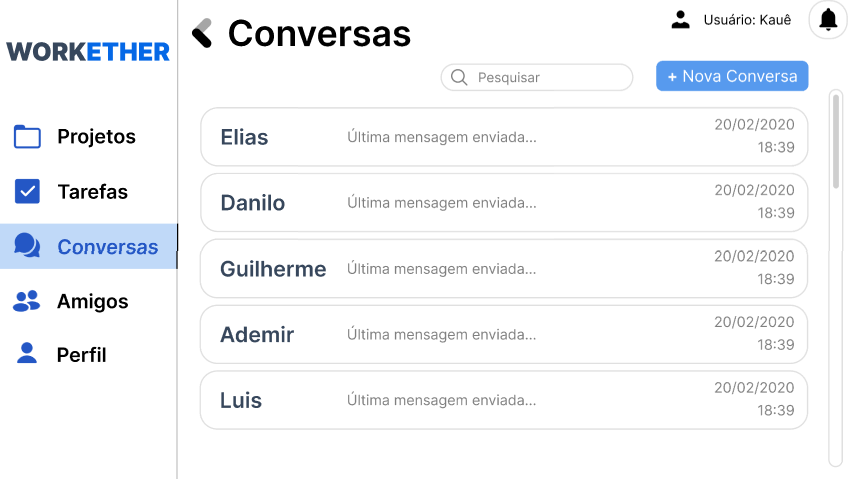 WORKETHER
Projetos
Tarefas
Conversas
Amigos
Perfil
Conversas
Usuário: Kauê
Pesquisar
+ Nova Conversa
Elias Última mensagem enviada... 20/02/2020
18:39
Danilo Última mensagem enviada... 20/02/2020
18:39
Guilherme Última mensagem enviada... 20/02/2020
18:39
Ademir Última mensagem enviada... 20/02/2020
18:39
Luis Última mensagem enviada... 20/02/2020
18:39